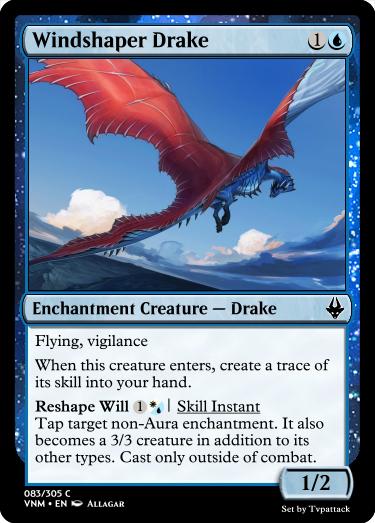 Windshaper Drake 1
Enchantment Creature — Drake
Flying, vigilance
When this creature enters, create a trace of
its skill into your hand.
Reshape Will 1 | Skill Instant
Tap target non-Aura enchantment. It also
becomes a 3/3 creature in addition to its
other types. Cast only outside of combat.
1/2
083/305 C
VNM • EN ALLAGAR
Set by Tvpattack